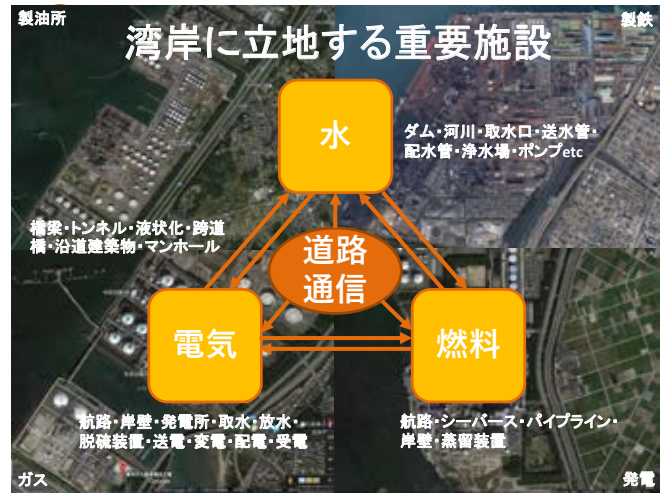 製油所
製鉄
湾岸に立地する重要施設
水
ダム・河川・取水口・送水管・
配水管・浄水場・ポンプetc
橋梁・トンネル・液状化・跨道
橋・沿道建築物・マンホール
道路
通信
電気
燃料
航路・岸壁・発電所・取水・放水・
脱硫装置・送電・変電・配電・受電
航路・シーバース・パイプライン・
岸壁・蒸留装置
ガス
発電